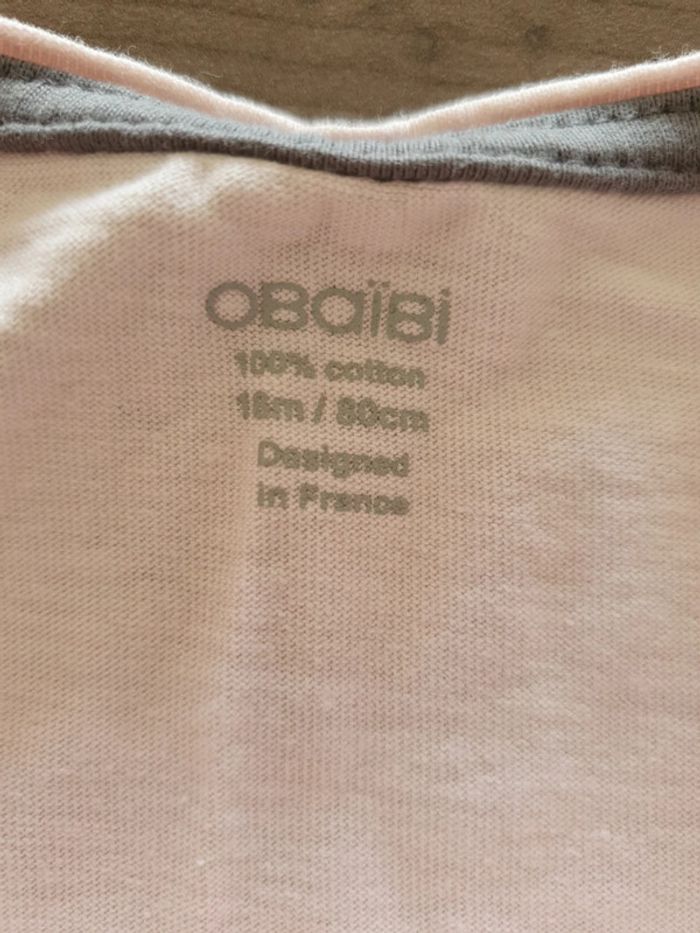 OBaïBi
100% cotton
18m / 80cm
Designed
in France